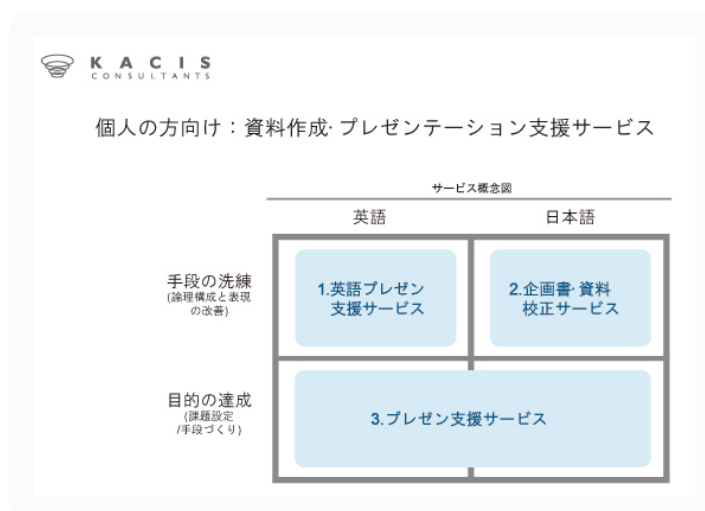 KACIS
CONSULTANTS
個人の方向け：資料作成･プレゼンテーション支援サービス
サービス概念図
英語
日本語
手段の洗練
(論理構成と表現
の改善)
1.英語プレゼン
支援サービス
2.企画書･資料
校正サービス
目的の達成
(課題設定
/手段づくり)
3.プレゼン支援サービス